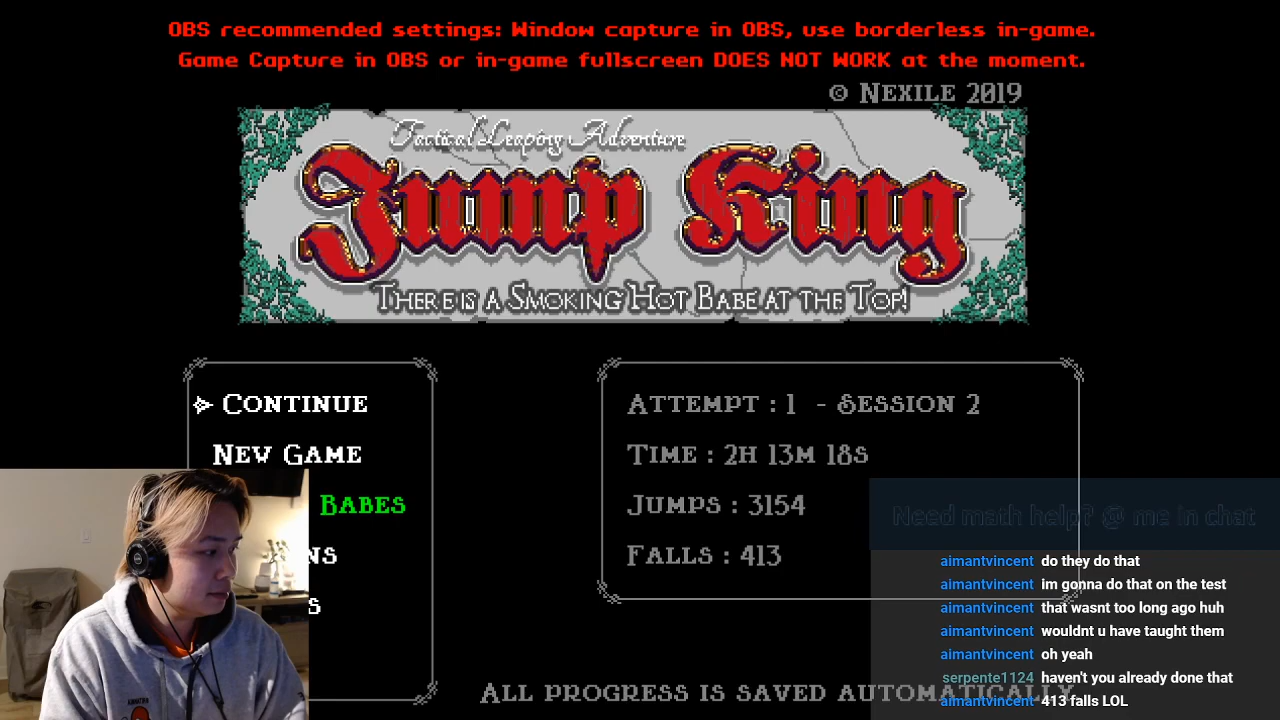 OBS recommended settings: Window capture in OBS, use borderless in-game.
Game Capture in OBS or in-game fullscreen DOES NOT WORK at the moment.
© Nexile 2019
Tactical Leaping Adventure
Jump King
There is a Smoking Hot Babe at the Top!
Continue
New Game
Babes
ns
s
Attempt : 1 - Session 2
Time : 2h 13m 18s
Jumps : 3154
Falls : 413
Need math help? @ me in chat
aimantvincent do they do that
aimantvincent im gonna do that on the test
aimantvincent that wasnt too long ago huh
aimantvincent wouldnt u have taught them
aimantvincent oh yeah
serpente1124 haven't you already done that
aimantvincent 413 falls LOL
All progress is saved automatically